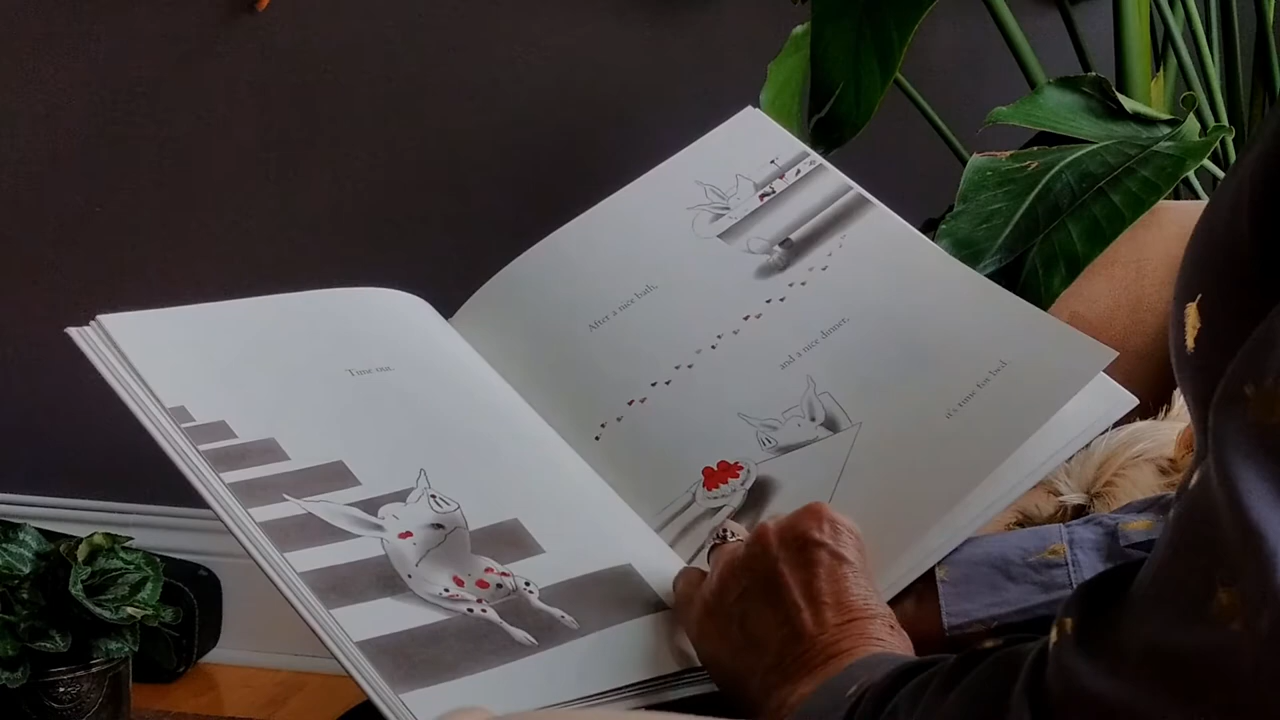 Time out.
After a nice bath,
and a nice dinner,
it's time for bed.